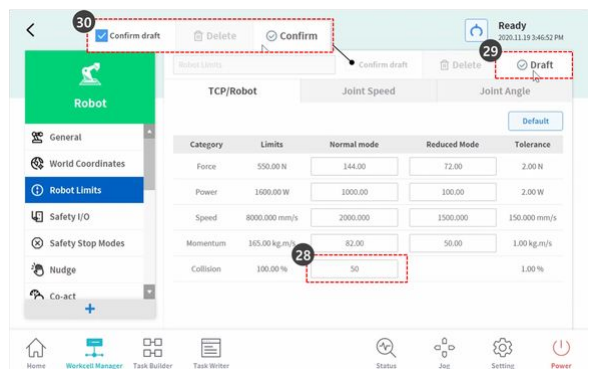 30
Confirm draft Delete Confirm
Ready
2020.11.19 3:46:52 PM
29
Robot Limits Confirm draft Delete Draft
Robot
TCP/Robot Joint Speed Joint Angle
Default
General
World Coordinates
Robot Limits
Safety I/O
Safety Stop Modes
Nudge
Co-act
+
Category Limits Normal mode Reduced Mode Tolerance
Force 550.00 N 144.00 72.00 2.00 N
Power 1600.00 W 1000.00 100.00 2.00 W
Speed 8000.000 mm/s 2000.000 1500.000 150.000 mm/s
Momentum 165.00 kg.m/s 82.00 50.00 1.00 kg.m/s
28
Collision 100.00 % 50 1.00 %
Home Workcell Manager Task Builder Task Writer Status Jog Setting Power